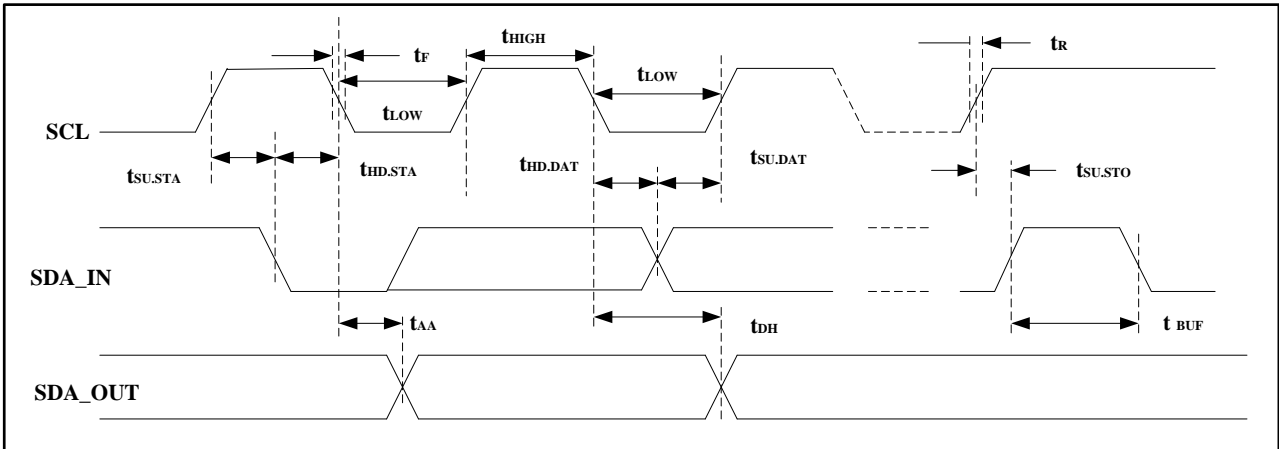 tF
tHIGH
tR
tLOW
tLOW
SCL
tSU.STA
tHD.STA
tHD.DAT
tSU.DAT
tSU.STO
SDA_IN
tAA
tDH
t BUF
SDA_OUT